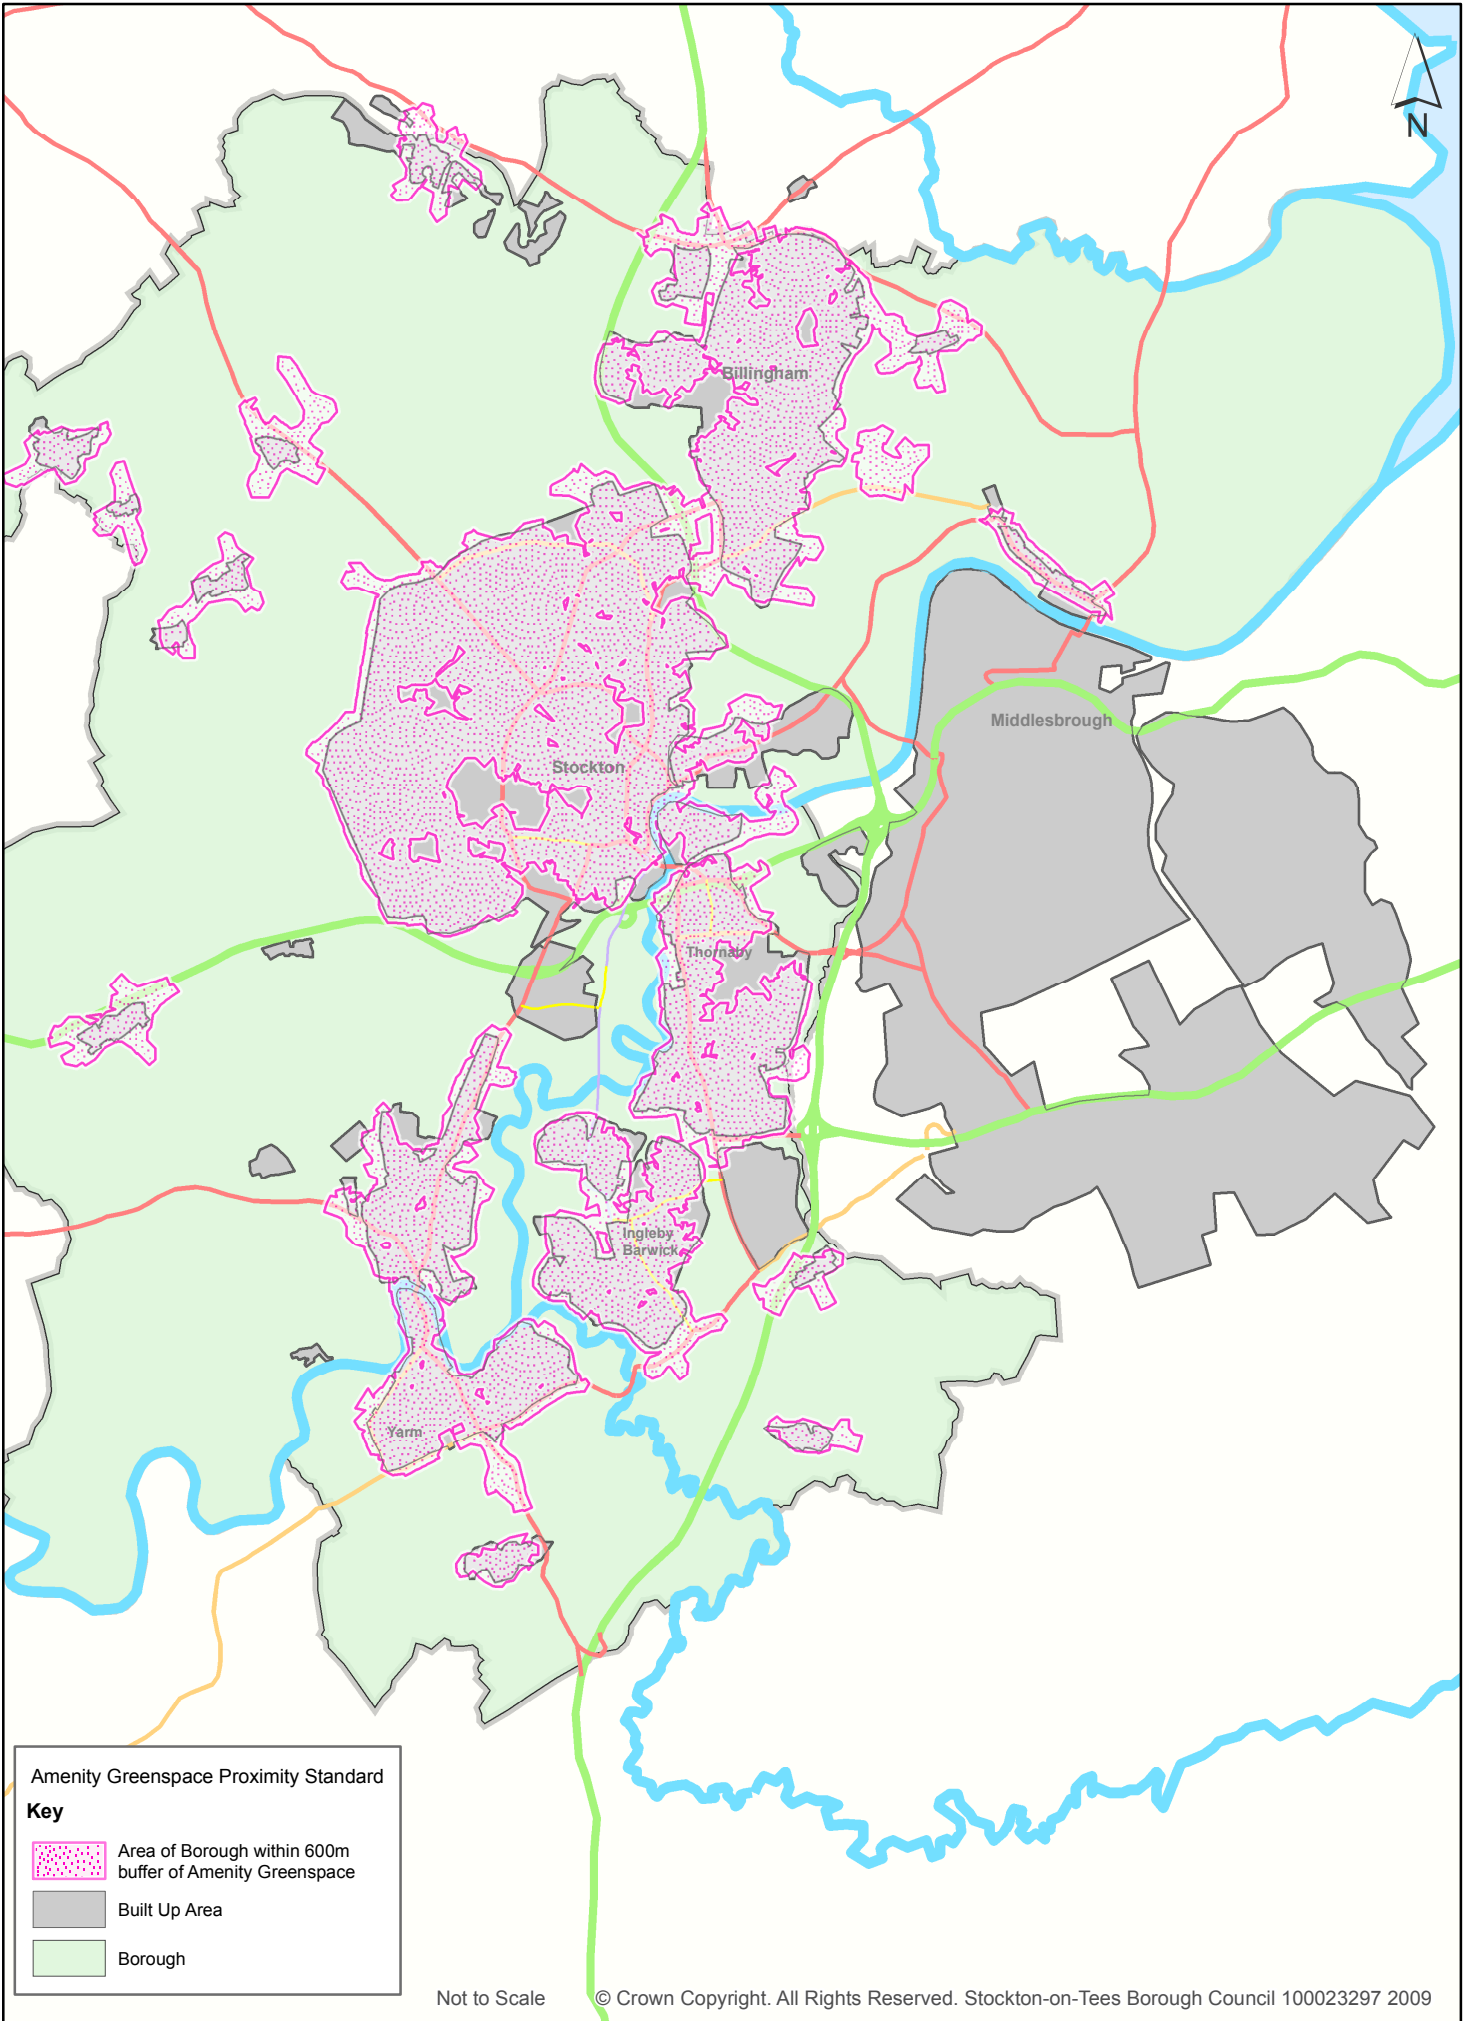 N
Billingham
Middlesbrough
Stockton
Thornaby
Ingleby
Barwick
Yarm
Amenity Greenspace Proximity Standard
Key
Area of Borough within 600m
buffer of Amenity Greenspace
Built Up Area
Borough
Not to Scale
© Crown Copyright. All Rights Reserved. Stockton-on-Tees Borough Council 100023297 2009